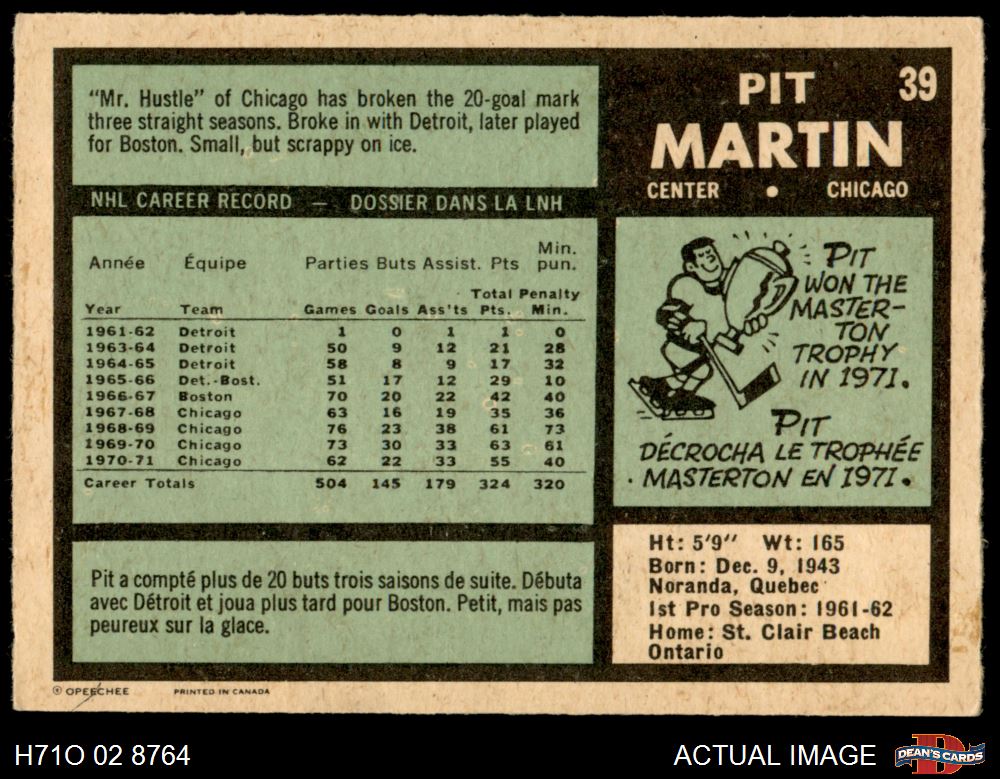 "Mr. Hustle" of Chicago has broken the 20-goal mark
three straight seasons. Broke in with Detroit, later played
for Boston. Small, but scrappy on ice.
PIT 39
MARTIN
CENTER • CHICAGO
NHL CAREER RECORD — DOSSIER DANS LA LNH
Année Équipe Parties Buts Assist. Pts Min. pun.
Year Team Games Goals Ass'ts Total Pts. Penalty Min.
1961-62 Detroit 1 0 1 1 0
1963-64 Detroit 50 9 12 21 28
1964-65 Detroit 58 8 9 17 32
1965-66 Det.-Bost. 51 17 12 29 10
1966-67 Boston 70 20 22 42 40
1967-68 Chicago 63 16 19 35 36
1968-69 Chicago 76 23 38 61 73
1969-70 Chicago 73 30 33 63 61
1970-71 Chicago 62 22 33 55 40
Career Totals 504 145 179 324 320
PIT
WON THE
MASTER-
TON
TROPHY
IN 1971.
PIT
DÉCROCHA LE TROPHÉE
MASTERTON EN 1971.
Pit a compté plus de 20 buts trois saisons de suite. Débuta
avec Détroit et joua plus tard pour Boston. Petit, mais pas
peureux sur la glace.
Ht: 5'9" Wt: 165
Born: Dec. 9, 1943
Noranda, Quebec
1st Pro Season: 1961-62
Home: St. Clair Beach
Ontario
© OPEECHEE PRINTED IN CANADA
H71O 02 8764
ACTUAL IMAGE
DEAN'S CARDS